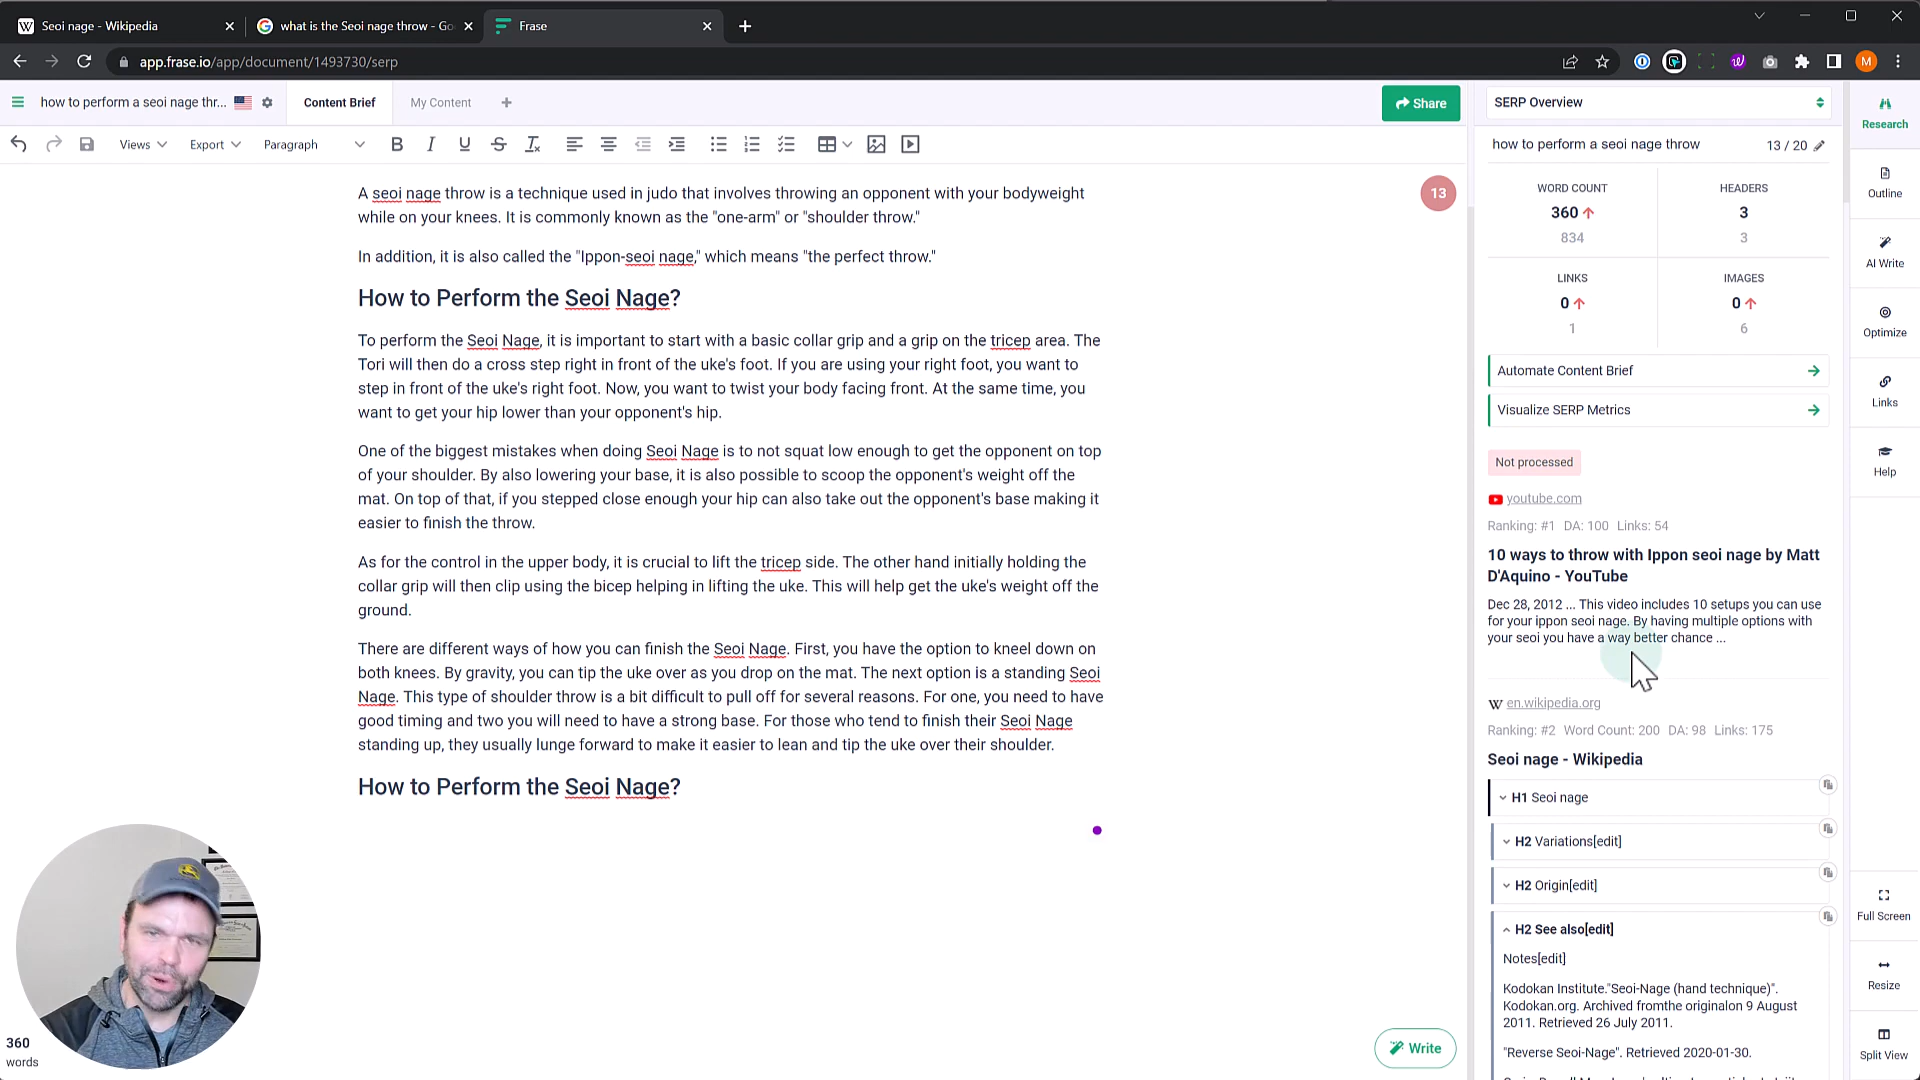 Seoi nage - Wikipedia
what is the Seoi nage throw - Go
Frase
app.frase.io/app/document/1493730/serp
M
how to perform a seoi nage thr...
Content Brief
My Content
Share
Views
Export
Paragraph
A seoi nage throw is a technique used in judo that involves throwing an opponent with your bodyweight
while on your knees. It is commonly known as the "one-arm" or "shoulder throw."
In addition, it is also called the "Ippon-seoi nage," which means "the perfect throw."
How to Perform the Seoi Nage?
To perform the Seoi Nage, it is important to start with a basic collar grip and a grip on the tricep area. The
Tori will then do a cross step right in front of the uke's foot. If you are using your right foot, you want to
step in front of the uke's right foot. Now, you want to twist your body facing front. At the same time, you
want to get your hip lower than your opponent's hip.
One of the biggest mistakes when doing Seoi Nage is to not squat low enough to get the opponent on top
of your shoulder. By also lowering your base, it is also possible to scoop the opponent's weight off the
mat. On top of that, if you stepped close enough your hip can also take out the opponent's base making it
easier to finish the throw.
As for the control in the upper body, it is crucial to lift the tricep side. The other hand initially holding the
collar grip will then clip using the bicep helping in lifting the uke. This will help get the uke's weight off the
ground.
There are different ways of how you can finish the Seoi Nage. First, you have the option to kneel down on
both knees. By gravity, you can tip the uke over as you drop on the mat. The next option is a standing Seoi
Nage. This type of shoulder throw is a bit difficult to pull off for several reasons. For one, you need to have
good timing and two you will need to have a strong base. For those who tend to finish their Seoi Nage
standing up, they usually lunge forward to make it easier to lean and tip the uke over their shoulder.
How to Perform the Seoi Nage?
13
360
words
Write
SERP Overview
how to perform a seoi nage throw
13 / 20
WORD COUNT
360
834
HEADERS
3
3
LINKS
0
1
IMAGES
0
6
Automate Content Brief
Visualize SERP Metrics
Not processed
youtube.com
Ranking: #1 DA: 100 Links: 54
10 ways to throw with Ippon seoi nage by Matt
D'Aquino - YouTube
Dec 28, 2012 ... This video includes 10 setups you can use
for your ippon seoi nage. By having multiple options with
your seoi you have a way better chance ...
W en.wikipedia.org
Ranking: #2 Word Count: 200 DA: 98 Links: 175
Seoi nage - Wikipedia
H1 Seoi nage
H2 Variations[edit]
H2 Origin[edit]
H2 See also[edit]
Notes[edit]
Kodokan Institute."Seoi-Nage (hand technique)".
Kodokan.org. Archived fromthe originalon 9 August
2011. Retrieved 26 July 2011.
"Reverse Seoi-Nage". Retrieved 2020-01-30.
Research
Outline
AI Write
Optimize
Links
Help
Full Screen
Resize
Split View